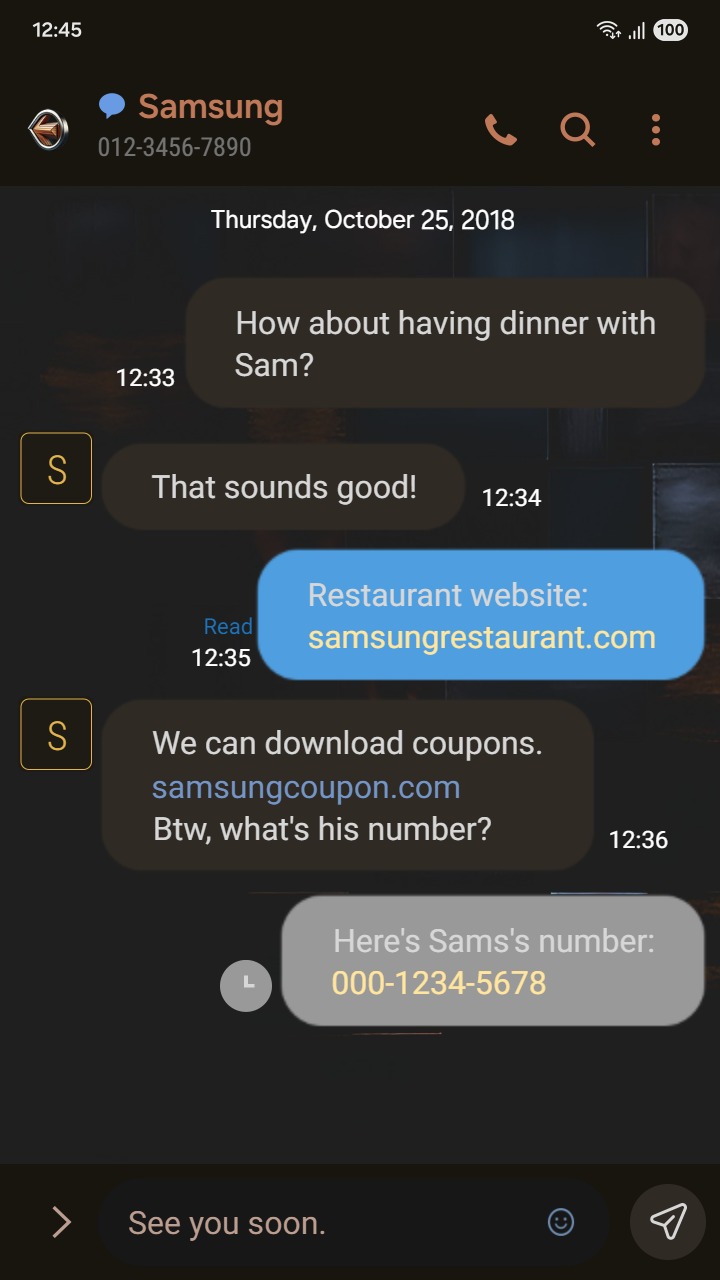 12:45
100
Samsung
012-3456-7890
Thursday, October 25, 2018
How about having dinner with
Sam?
12:33
S
That sounds good!
12:34
Restaurant website:
samsungrestaurant.com
Read
12:35
S
We can download coupons.
samsungcoupon.com
Btw, what's his number?
12:36
Here's Sams's number:
000-1234-5678
See you soon.